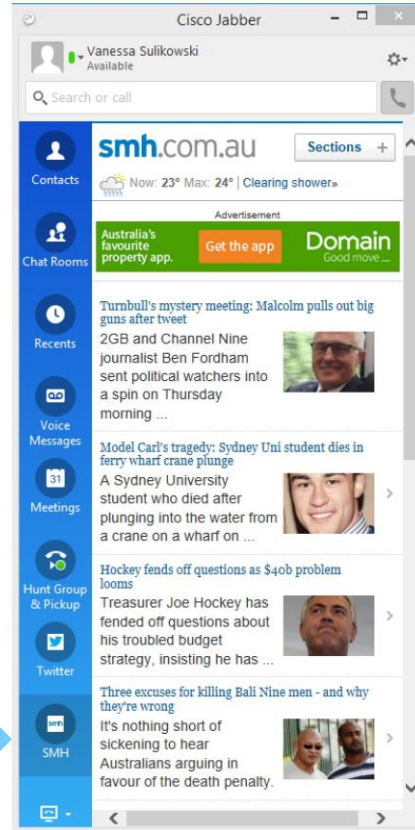 Cisco Jabber
Vanessa Sulikowski
Available
Search or call
Contacts
Chat Rooms
Recents
Voice
Messages
31
Meetings
Hunt Group
& Pickup
Twitter
smh
SMH
smh.com.au
Sections +
Now: 23° Max: 24° | Clearing shower»
Advertisement
Australia's
favourite
property app.
Get the app
Domain
Good move
Turnbull's mystery meeting: Malcolm pulls out big
guns after tweet
2GB and Channel Nine
journalist Ben Fordham
sent political watchers into
a spin on Thursday
morning ...
Model Carl's tragedy: Sydney Uni student dies in
ferry wharf crane plunge
A Sydney University
student who died after
plunging into the water from
a crane on a wharf on ...
Hockey fends off questions as $40b problem
looms
Treasurer Joe Hockey has
fended off questions about
his troubled budget
strategy, insisting he has ...
Three excuses for killing Bali Nine men - and why
they're wrong
It's nothing short of
sickening to hear
Australians arguing in
favour of the death penalty.